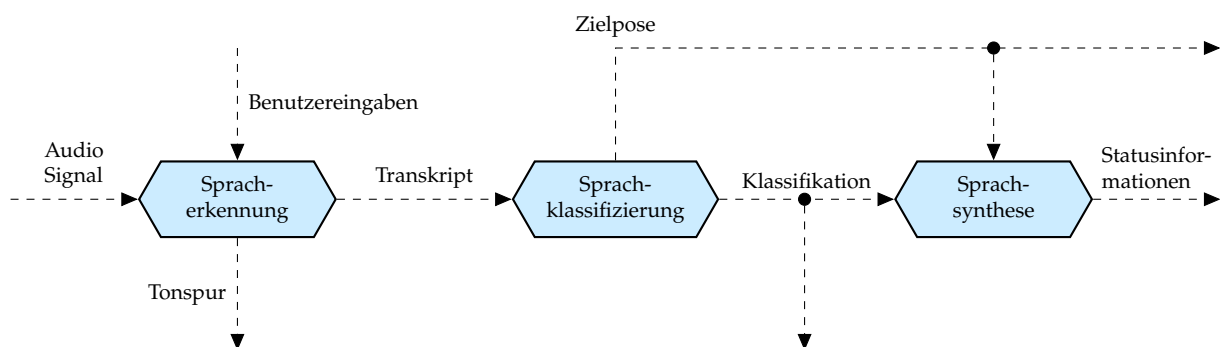 Zielpose
Benutzereingaben
Audio
Signal
Sprach-
erkennung
Transkript
Sprach-
klassifizierung
Klassifikation
Sprach-
synthese
Statusinfor-
mationen
Tonspur